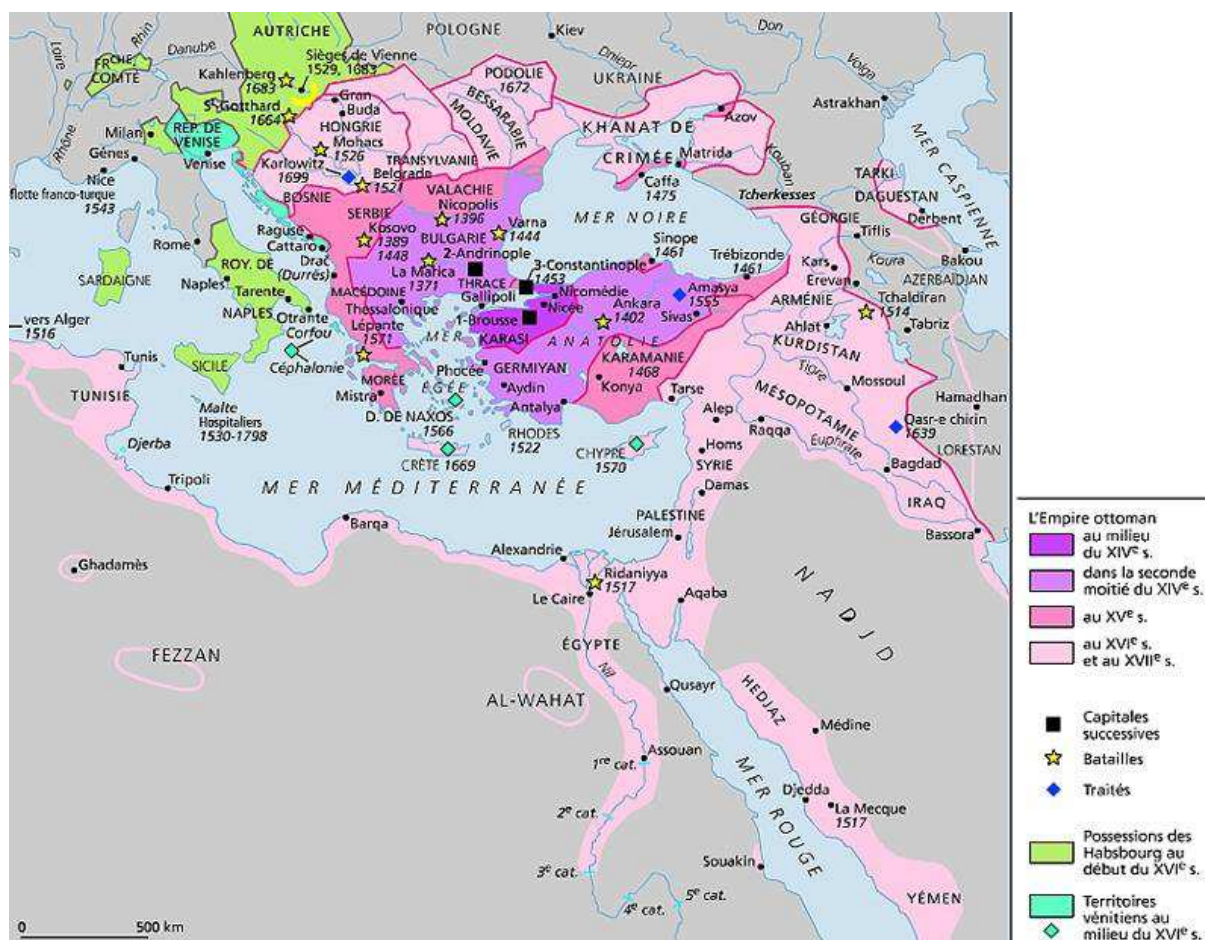 AUTRICHE
POLOGNE
Kiev
Don
Rhin
Loire
Danube
Dniepr
Volga
FR CHE-
COMTÉ
Sièges de Vienne
1529, 1683
Kahlenberg
1683
PODOLIE
1672
UKRAINE
Astrakhan
St Gotthard
1664
Gran
Buda
HONGRIE
Mohacs
1526
BESSARABIE
MOLDAVIE
KHANAT DE
CRIMÉE
Azov
Milan
RÉP. DE
VENISE
Venise
Rhône
Gênes
Nice
flotte franco-turque
1543
Karlowitz
1699
TRANSYLVANIE
Belgrade
1521
Matrida
Kouban
Caffa
1475
Tcherkesses
TARKI
DAGUESTAN
Derbent
MER CASPIENNE
BOSNIE
VALACHIE
Nicopolis
1396
SERBIE
Kosovo
1389
1448
BULGARIE
Varna
1444
MER NOIRE
GÉORGIE
Tiflis
Rome
Raguse
Cattaro
Drac
(Durrës)
2-Andrinople
La Marica
1371
THRACE
3-Constantinople
1453
Sinope
1461
Trébizonde
1461
Kars
Koura
Bakou
Erevan
AZERBAÏDJAN
SARDAIGNE
ROY. DE
NAPLES
Naples
Tarente
Otrante
MACÉDOINE
Thessalonique
Gallipoli
Nicomédie
Nicée
Ankara
1402
Amasya
1555
Sivas
ARMÉNIE
Tchaldiran
1514
vers Alger
1516
Corfou
Céphalonie
Lépante
1571
1-Brousse
KARASI
ANATOLIE
Ahlat
KURDISTAN
Tabriz
MER
ÉGÉE
Phocée
GERMIYAN
KARAMANIE
1468
Konya
Tunis
TUNISIE
SICILE
MORÉE
Mistra
Aydin
Antalya
Tarse
Tigre
Mossoul
Hamadhan
Malte
Hospitaliers
1530-1798
D. DE NAXOS
1566
RHODES
1522
CHYPRE
1570
Alep
Raqqa
MÉSOPOTAMIE
Qasr-e chirin
1639
Djerba
CRÈTE 1669
Homs
SYRIE
Euphrate
LORESTAN
Bagdad
Tripoli
MER MÉDITERRANÉE
Damas
IRAQ
Barqa
PALESTINE
Jérusalem
Bassora
Alexandrie
Ghadamès
Ridaniyya
1517
Le Caire
Aqaba
NADJD
ÉGYPTE
FEZZAN
Nil
AL-WAHAT
Qusayr
HEDJAZ
Médine
Assouan
1re cat.
MER ROUGE
2e cat.
Djedda
La Mecque
1517
3e cat.
Souakin
4e cat.
5e cat.
YÉMEN
0
500 km
L'Empire ottoman
au milieu
du XIVe s.
dans la seconde
moitié du XIVe s.
au XVe s.
au XVIe s.
et au XVIIe s.
Capitales
successives
Batailles
Traités
Possessions des
Habsbourg au
début du XVIe s.
Territoires
vénitiens au
milieu du XVIe s.